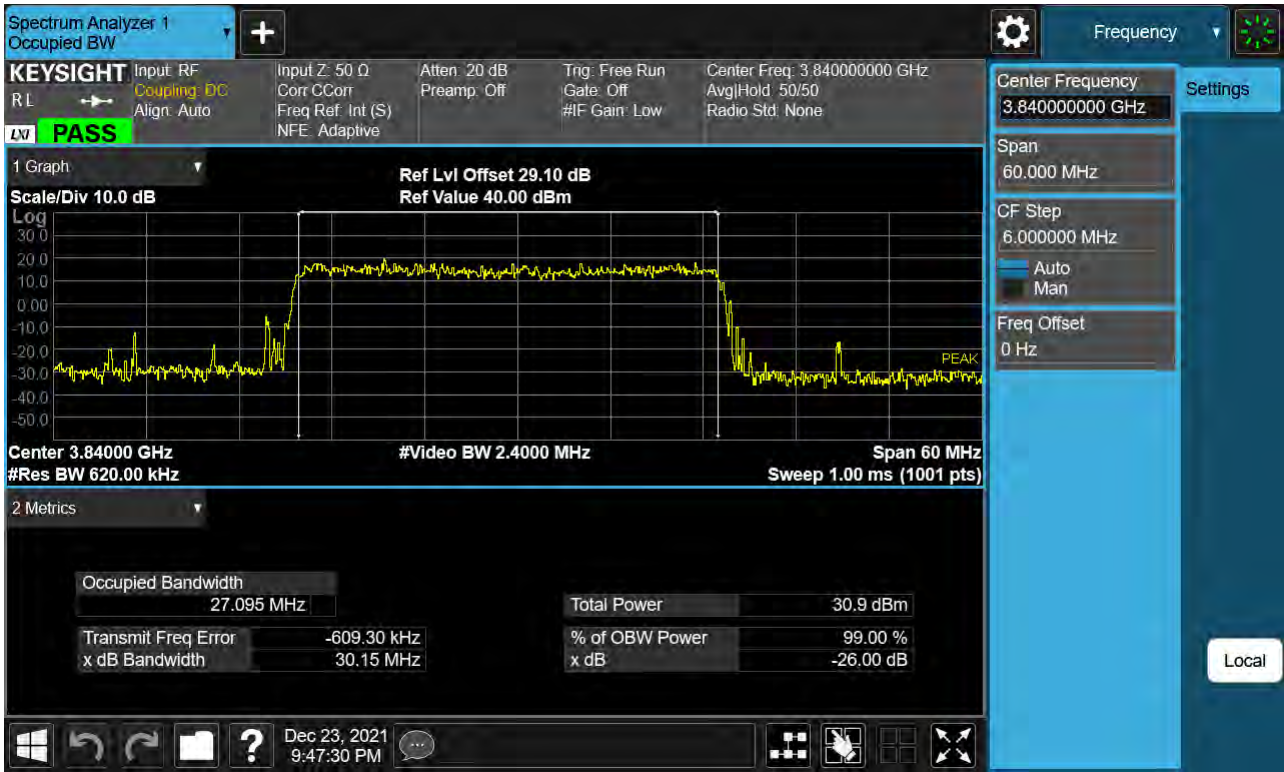 Spectrum Analyzer 1
Occupied BW
Frequency
KEYSIGHT
RL
LXI PASS
Input: RF
Coupling: DC
Align: Auto
Input Z: 50 Ω
Corr CCorr
Freq Ref: Int (S)
NFE: Adaptive
Atten: 20 dB
Preamp: Off
Trig: Free Run
Gate: Off
#IF Gain: Low
Center Freq: 3.840000000 GHz
Avg|Hold: 50/50
Radio Std: None
1 Graph
Scale/Div 10.0 dB
Ref Lvl Offset 29.10 dB
Ref Value 40.00 dBm
Log
30.0
20.0
10.0
0.00
-10.0
-20.0
-30.0
-40.0
-50.0
PEAK
Center 3.84000 GHz
#Video BW 2.4000 MHz
Span 60 MHz
#Res BW 620.00 kHz
Sweep 1.00 ms (1001 pts)
2 Metrics
Occupied Bandwidth
27.095 MHz
Total Power 30.9 dBm
Transmit Freq Error -609.30 kHz
% of OBW Power 99.00 %
x dB Bandwidth 30.15 MHz
x dB -26.00 dB
Center Frequency
3.840000000 GHz
Settings
Span
60.000 MHz
CF Step
6.000000 MHz
Auto
Man
Freq Offset
0 Hz
Local
?
Dec 23, 2021
9:47:30 PM